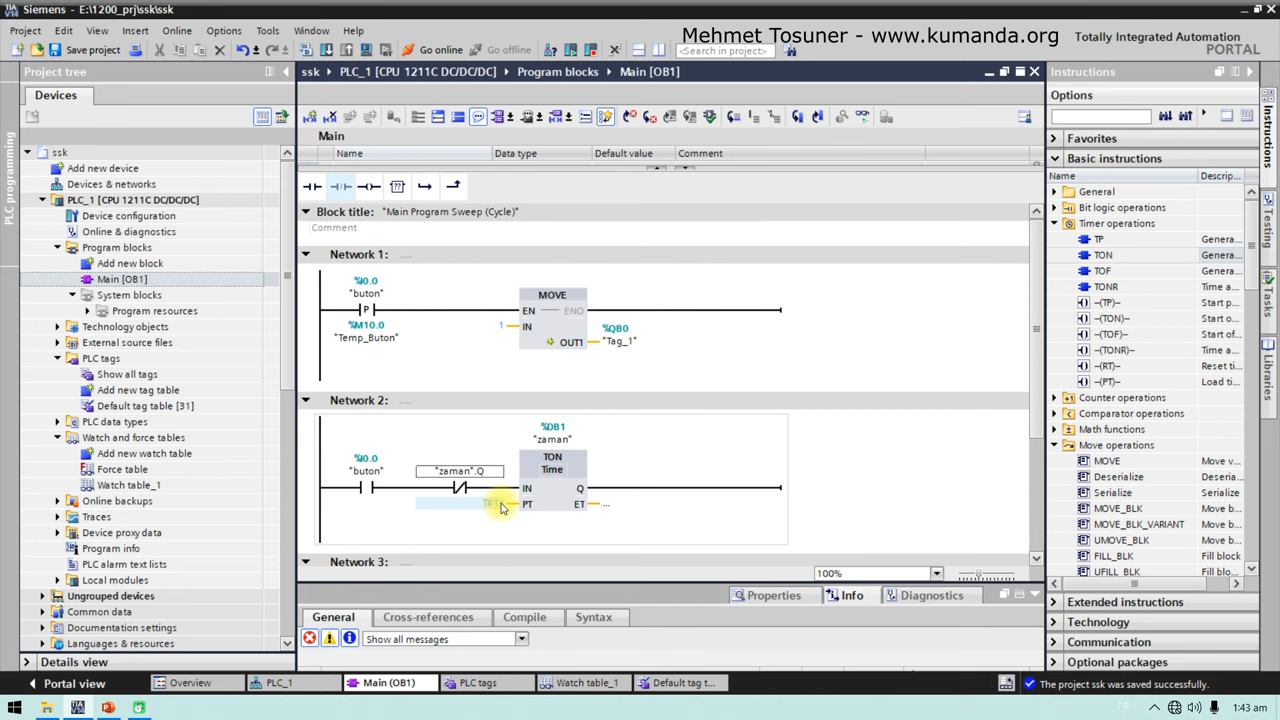 Siemens - E:\1200_prj\ssk\ssk
TIA
V14
Project Edit View Insert Online Options Tools Window Help
Mehmet Tosuner - www.kumanda.org
Totally Integrated Automation
PORTAL
Save project
Go online
Go offline
<Search in project>
Project tree
ssk PLC_1 [CPU 1211C DC/DC/DC] Program blocks Main [OB1]
Instructions
Devices
Options
PLC programming
ssk
Add new device
Devices & networks
PLC_1 [CPU 1211C DC/DC/DC]
Device configuration
Online & diagnostics
Program blocks
Add new block
Main [OB1]
System blocks
Program resources
Technology objects
External source files
PLC tags
Show all tags
Add new tag table
Default tag table [31]
PLC data types
Watch and force tables
Add new watch table
Force table
Watch table_1
Online backups
Traces
Device proxy data
Program info
PLC alarm text lists
Local modules
Ungrouped devices
Common data
Documentation settings
Languages & resources
Details view
Main
Name Data type Default value Comment
Block title: "Main Program Sweep (Cycle)"
Comment
Network 1: .....
%I0.0
"buton"
P
%M10.0
"Temp_Buton"
MOVE
EN ENO
1 IN
OUT1
%QB0
"Tag_1"
Network 2: .....
%DB1
"zaman"
TON
Time
%I0.0
"buton"
"zaman".Q
IN Q
PT ET ...
Network 3: .....
100%
Properties Info Diagnostics
General Cross-references Compile Syntax
Show all messages
Favorites
Basic instructions
Name Descrip...
General
Bit logic operations
Timer operations
TP Genera...
TON Genera...
TOF Genera...
TONR Time a...
–(TP)– Start p...
–(TON)– Start o...
–(TOF)– Start o...
–(TONR)– Time a...
–(RT)– Reset ti...
–(PT)– Load ti...
Counter operations
Comparator operations
Math functions
Move operations
MOVE Move v...
Deserialize Deseria...
Serialize Seriali...
MOVE_BLK Move b...
MOVE_BLK_VARIANT Move b...
UMOVE_BLK Move b...
FILL_BLK Fill blo...
UFILL_BLK Fill blo...
Extended instructions
Technology
Communication
Optional packages
Instructions
Testing
Tasks
Libraries
Portal view
Overview
PLC_1
Main (OB1)
PLC tags
Watch table_1
Default tag t...
The project ssk was saved successfully.
1:43 am